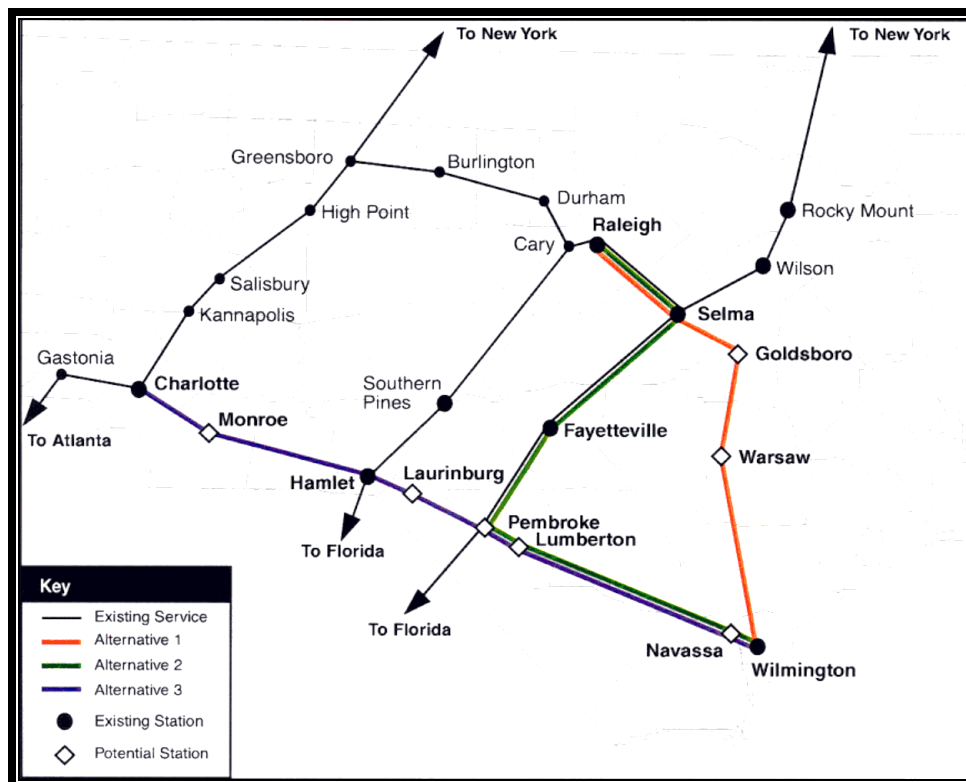 To New York
To New York
Greensboro
Burlington
Durham
High Point
Raleigh
Rocky Mount
Cary
Wilson
Salisbury
Kannapolis
Selma
Gastonia
Goldsboro
Charlotte
Southern
Pines
Monroe
Fayetteville
To Atlanta
Warsaw
Hamlet
Laurinburg
Pembroke
Lumberton
To Florida
To Florida
Navassa
Wilmington
Key
Existing Service
Alternative 1
Alternative 2
Alternative 3
Existing Station
Potential Station